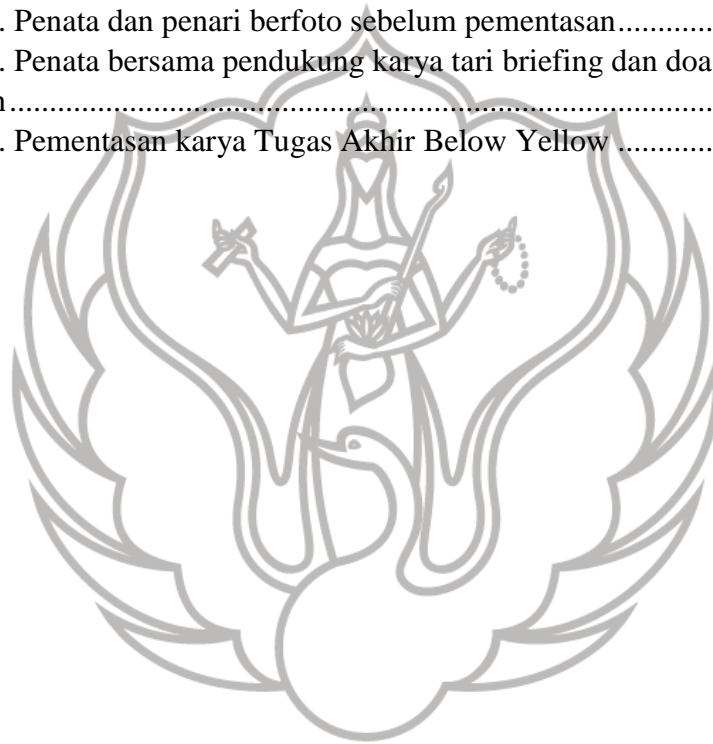 . Penata dan penari berfoto sebelum pementasan............
. Penata bersama pendukung karya tari briefing dan doa
.......................................................................................
. Pementasan karya Tugas Akhir Below Yellow ............